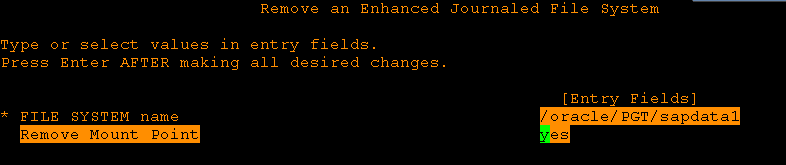 Remove an Enhanced Journaled File System
Type or select values in entry fields.
Press Enter AFTER making all desired changes.
[Entry Fields]
* FILE SYSTEM name /oracle/PGT/sapdata1
Remove Mount Point yes